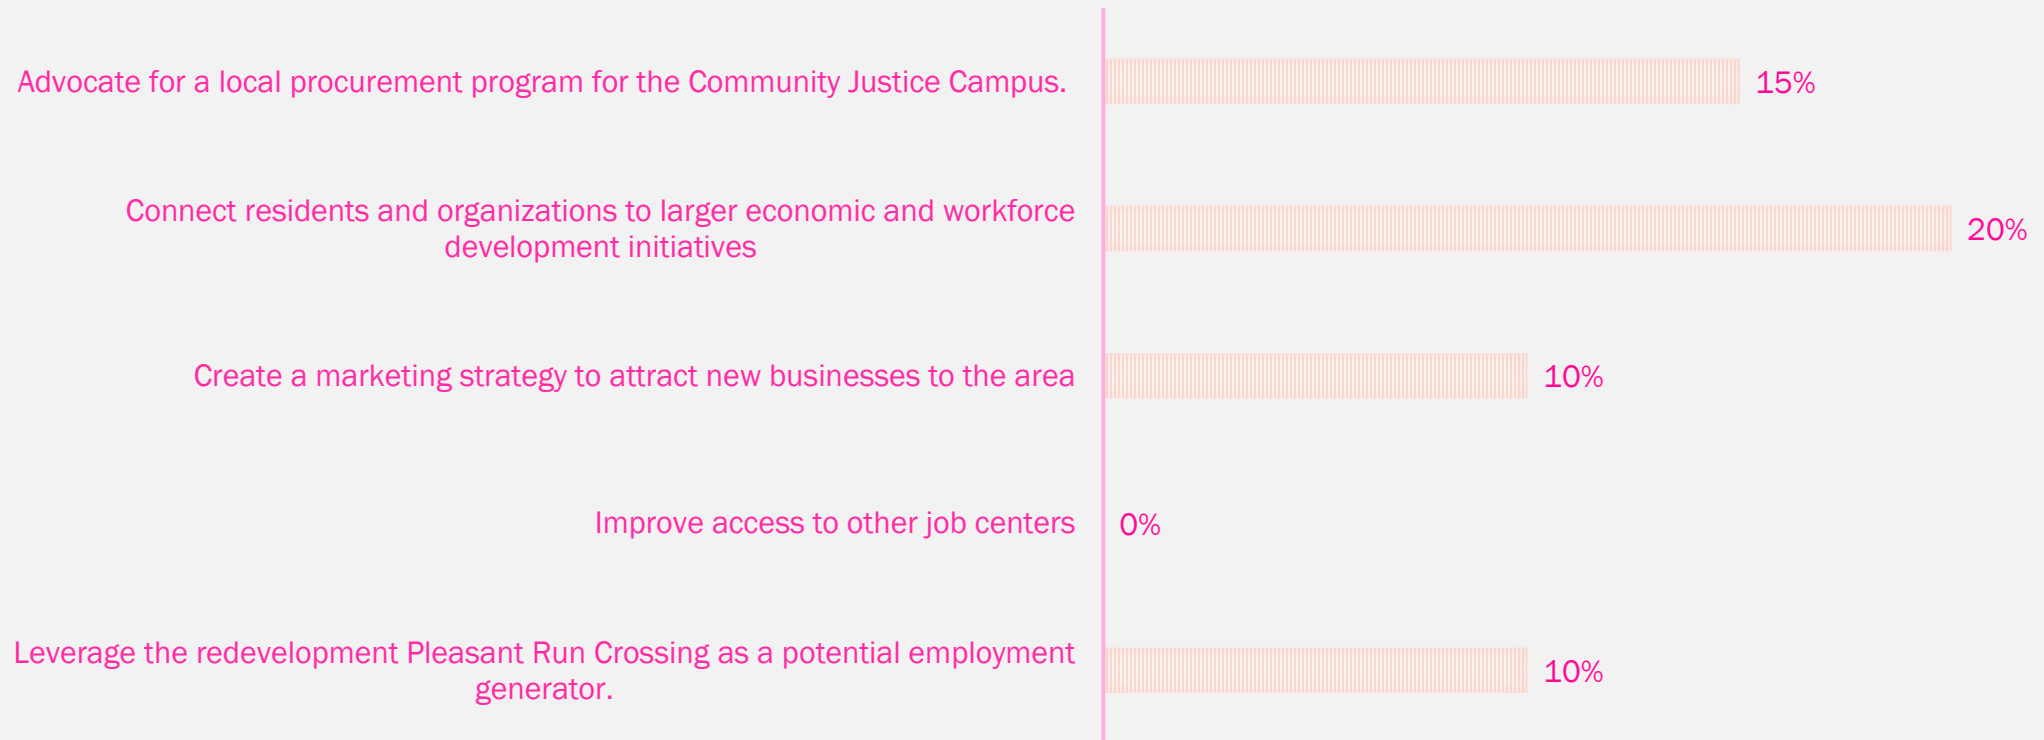 Advocate for a local procurement program for the Community Justice Campus.
15%
Connect residents and organizations to larger economic and workforce
development initiatives
20%
Create a marketing strategy to attract new businesses to the area
10%
Improve access to other job centers
0%
Leverage the redevelopment Pleasant Run Crossing as a potential employment
generator.
10%